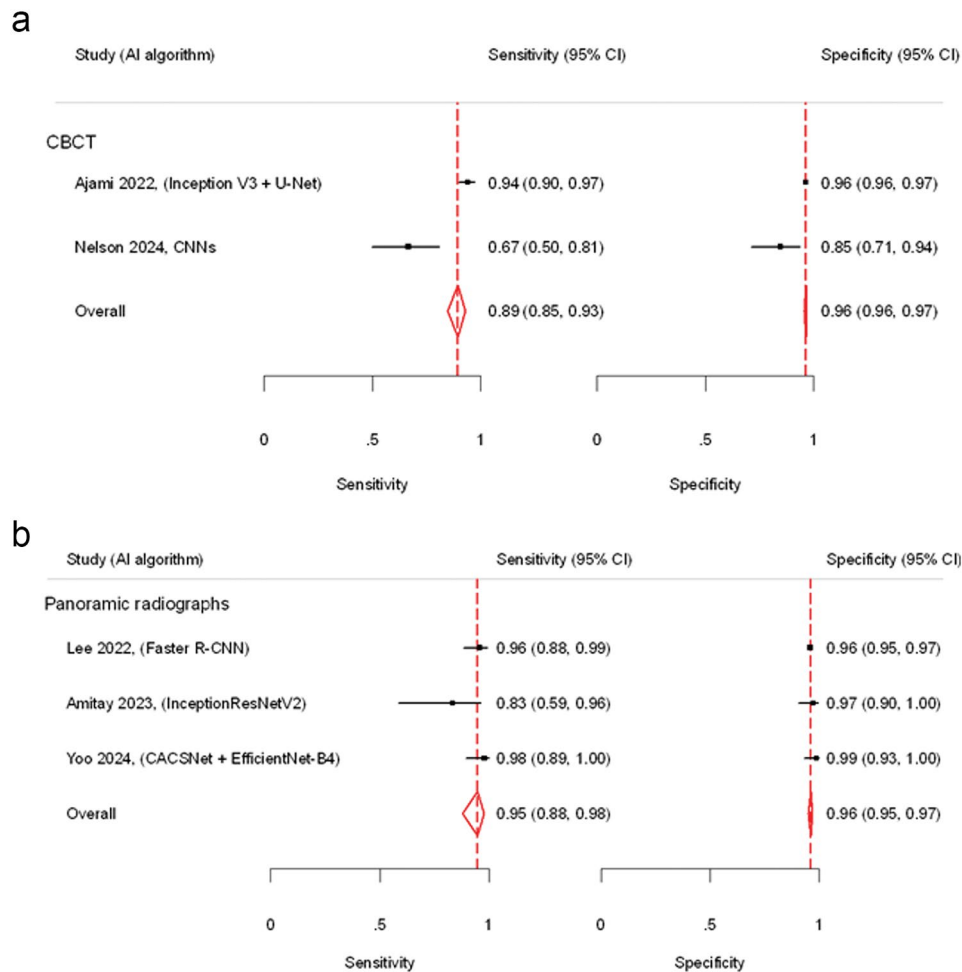 a
Study (AI algorithm) Sensitivity (95% CI) Specificity (95% CI)
CBCT
Ajami 2022, (Inception V3 + U-Net) 0.94 (0.90, 0.97) 0.96 (0.96, 0.97)
Nelson 2024, CNNs 0.67 (0.50, 0.81) 0.85 (0.71, 0.94)
Overall 0.89 (0.85, 0.93) 0.96 (0.96, 0.97)
0 .5 1 0 .5 1
Sensitivity Specificity
b
Study (AI algorithm) Sensitivity (95% CI) Specificity (95% CI)
Panoramic radiographs
Lee 2022, (Faster R-CNN) 0.96 (0.88, 0.99) 0.96 (0.95, 0.97)
Amitay 2023, (InceptionResNetV2) 0.83 (0.59, 0.96) 0.97 (0.90, 1.00)
Yoo 2024, (CACSNet + EfficientNet-B4) 0.98 (0.89, 1.00) 0.99 (0.93, 1.00)
Overall 0.95 (0.88, 0.98) 0.96 (0.95, 0.97)
0 .5 1 0 .5 1
Sensitivity Specificity